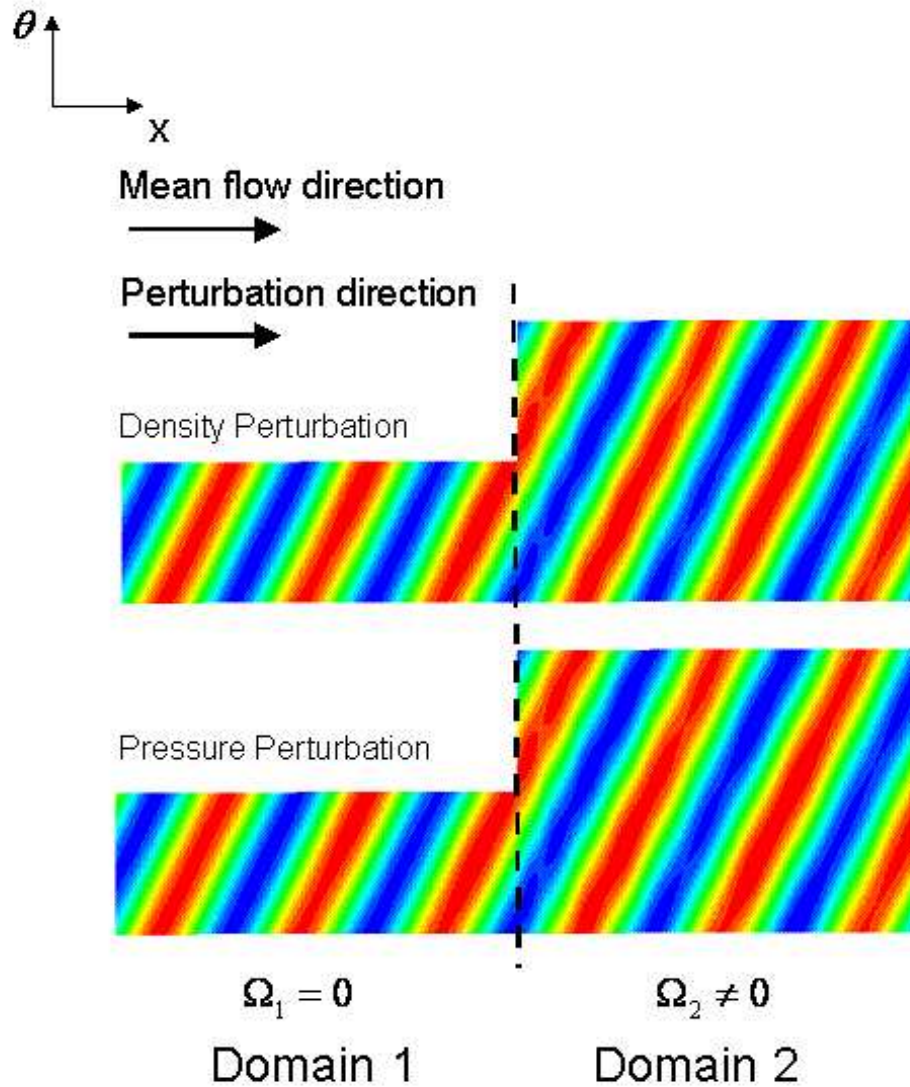 θ
x
Mean flow direction
Perturbation direction
Density Perturbation
Pressure Perturbation
Ω₁ = 0
Ω₂ ≠ 0
Domain 1
Domain 2